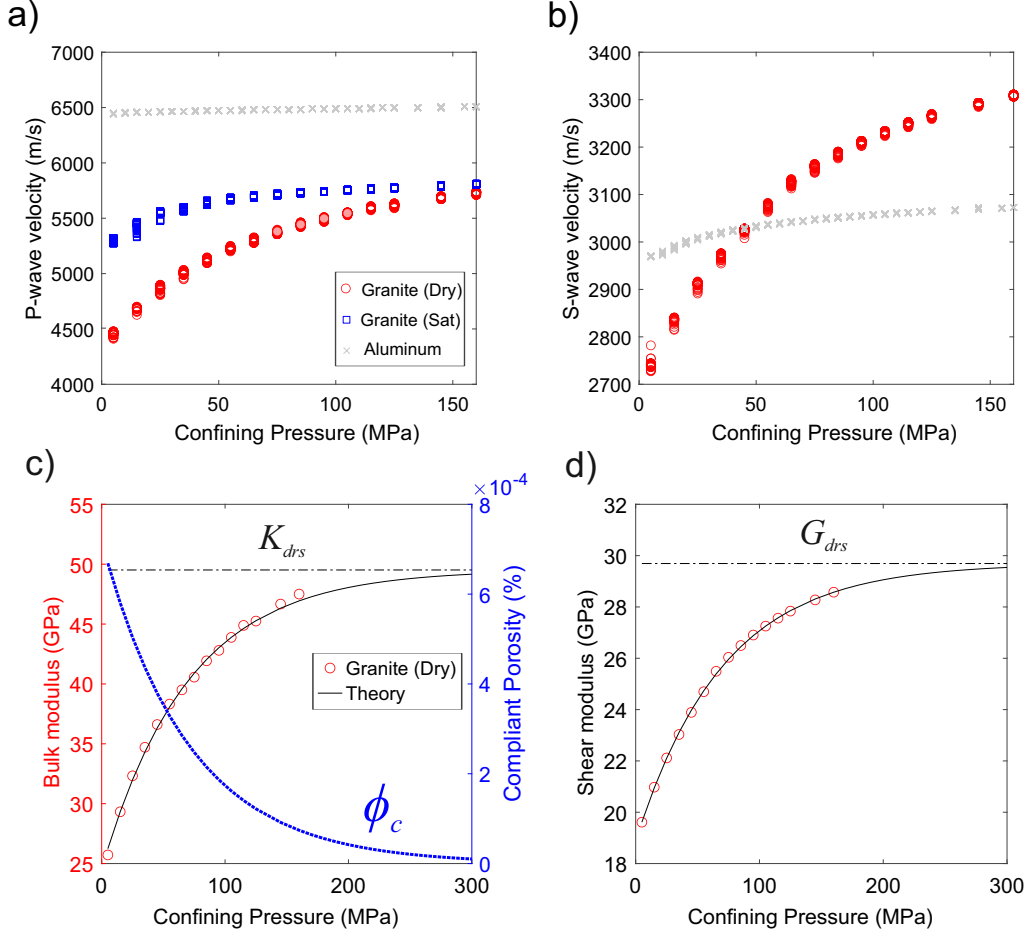 a)
7000
6500
6000
5500
5000
4500
4000
P-wave velocity (m/s)
Granite (Dry)
Granite (Sat)
Aluminum
0
50
100
150
Confining Pressure (MPa)
b)
3400
3300
3200
3100
3000
2900
2800
2700
S-wave velocity (m/s)
0
50
100
150
Confining Pressure (MPa)
c)
×10⁻⁴
55
50
45
40
35
30
25
Bulk modulus (GPa)
K_drs
Granite (Dry)
Theory
ϕ_c
8
6
4
2
0
Compliant Porosity (%)
0
100
200
300
Confining Pressure (MPa)
d)
32
30
28
26
24
22
20
18
Shear modulus (GPa)
G_drs
0
100
200
300
Confining Pressure (MPa)